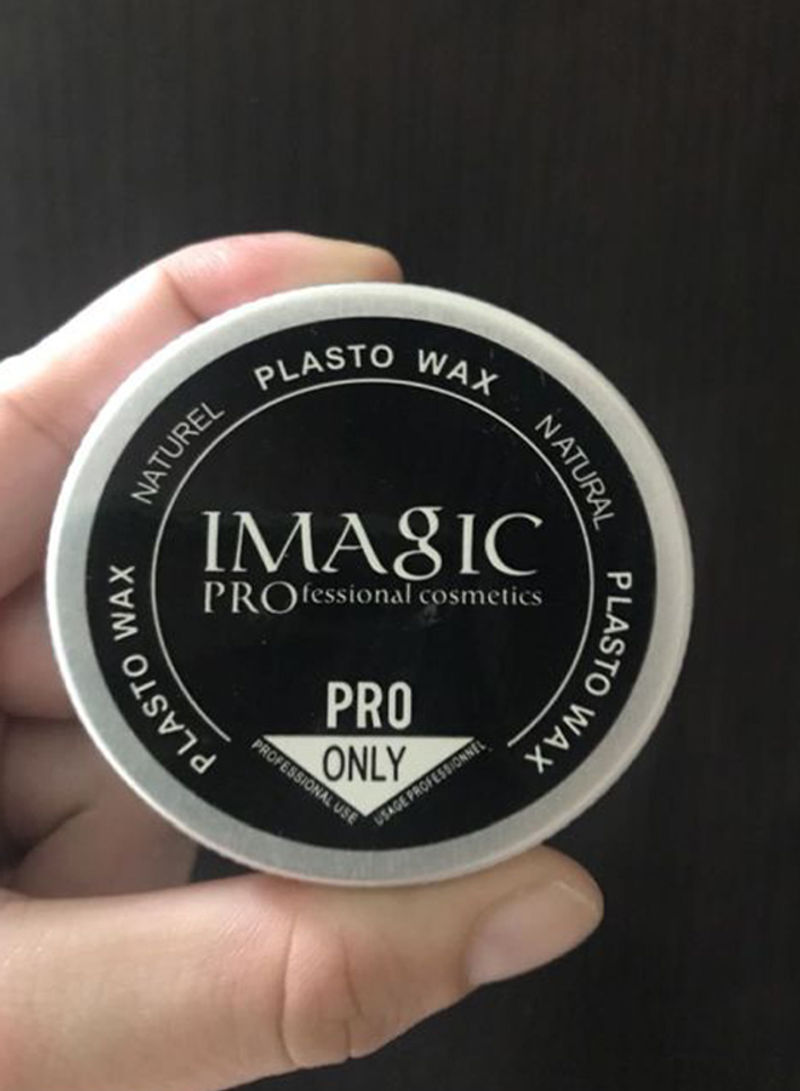 PLASTO WAX
NATUREL
NATURAL
PLASTO WAX
PLASTO WAX
IMAGIC
PROfessional cosmetics
PRO
ONLY
PROFESSIONAL USE
USAGE PROFESSIONNEL